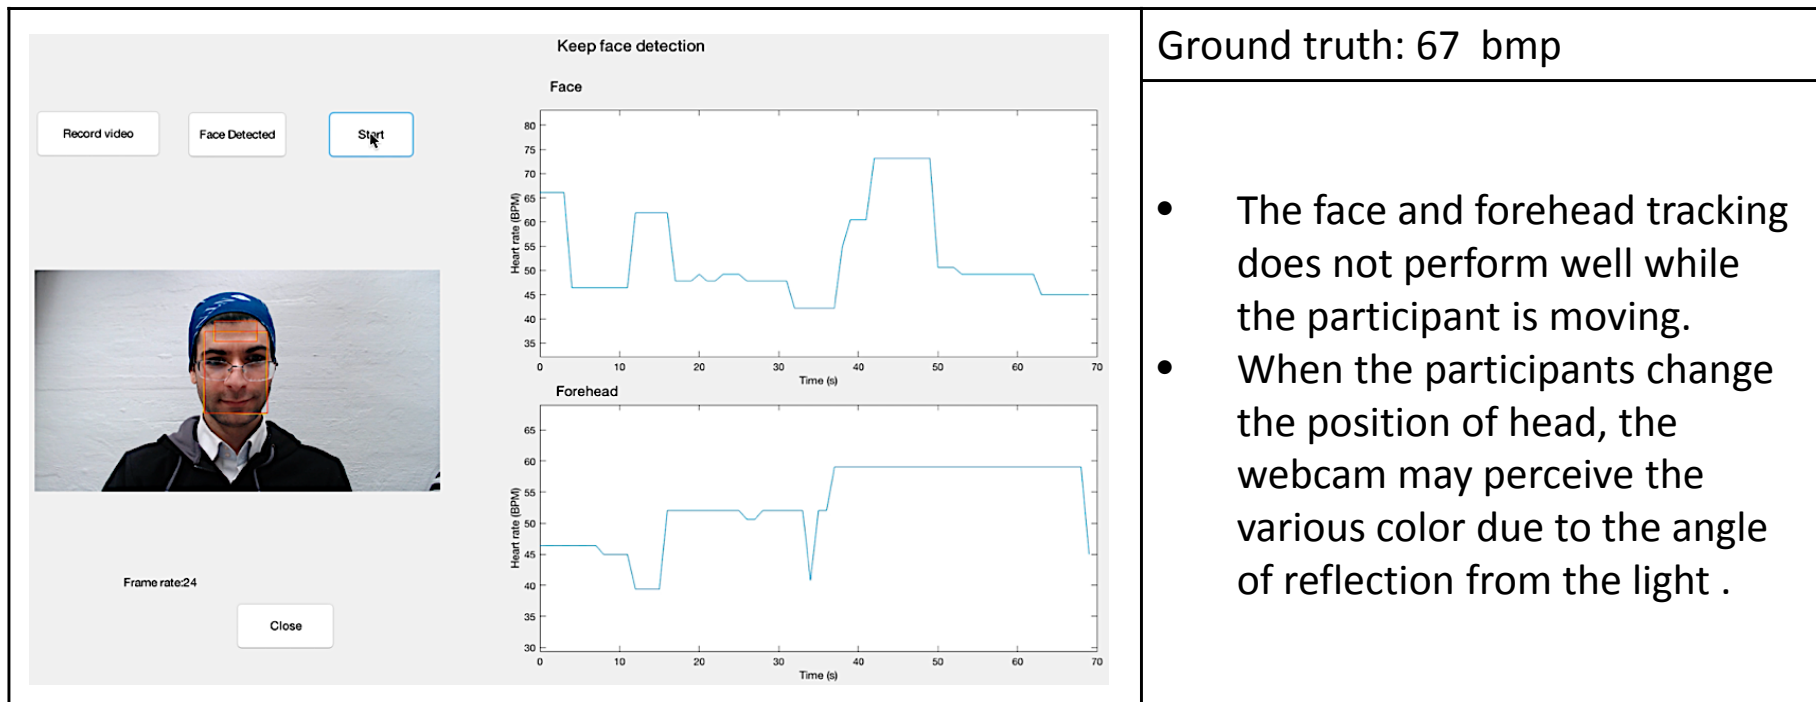 Keep face detection
Record video
Face Detected
Start
Frame rate:24
Close
Face
80
75
70
65
60
55
50
45
40
35
Heart rate (BPM)
0 10 20 30 40 50 60 70
Time (s)
Forehead
65
60
55
50
45
40
35
30
Heart rate (BPM)
0 10 20 30 40 50 60 70
Time (s)
Ground truth: 67 bmp
• The face and forehead tracking
does not perform well while
the participant is moving.
• When the participants change
the position of head, the
webcam may perceive the
various color due to the angle
of reflection from the light .